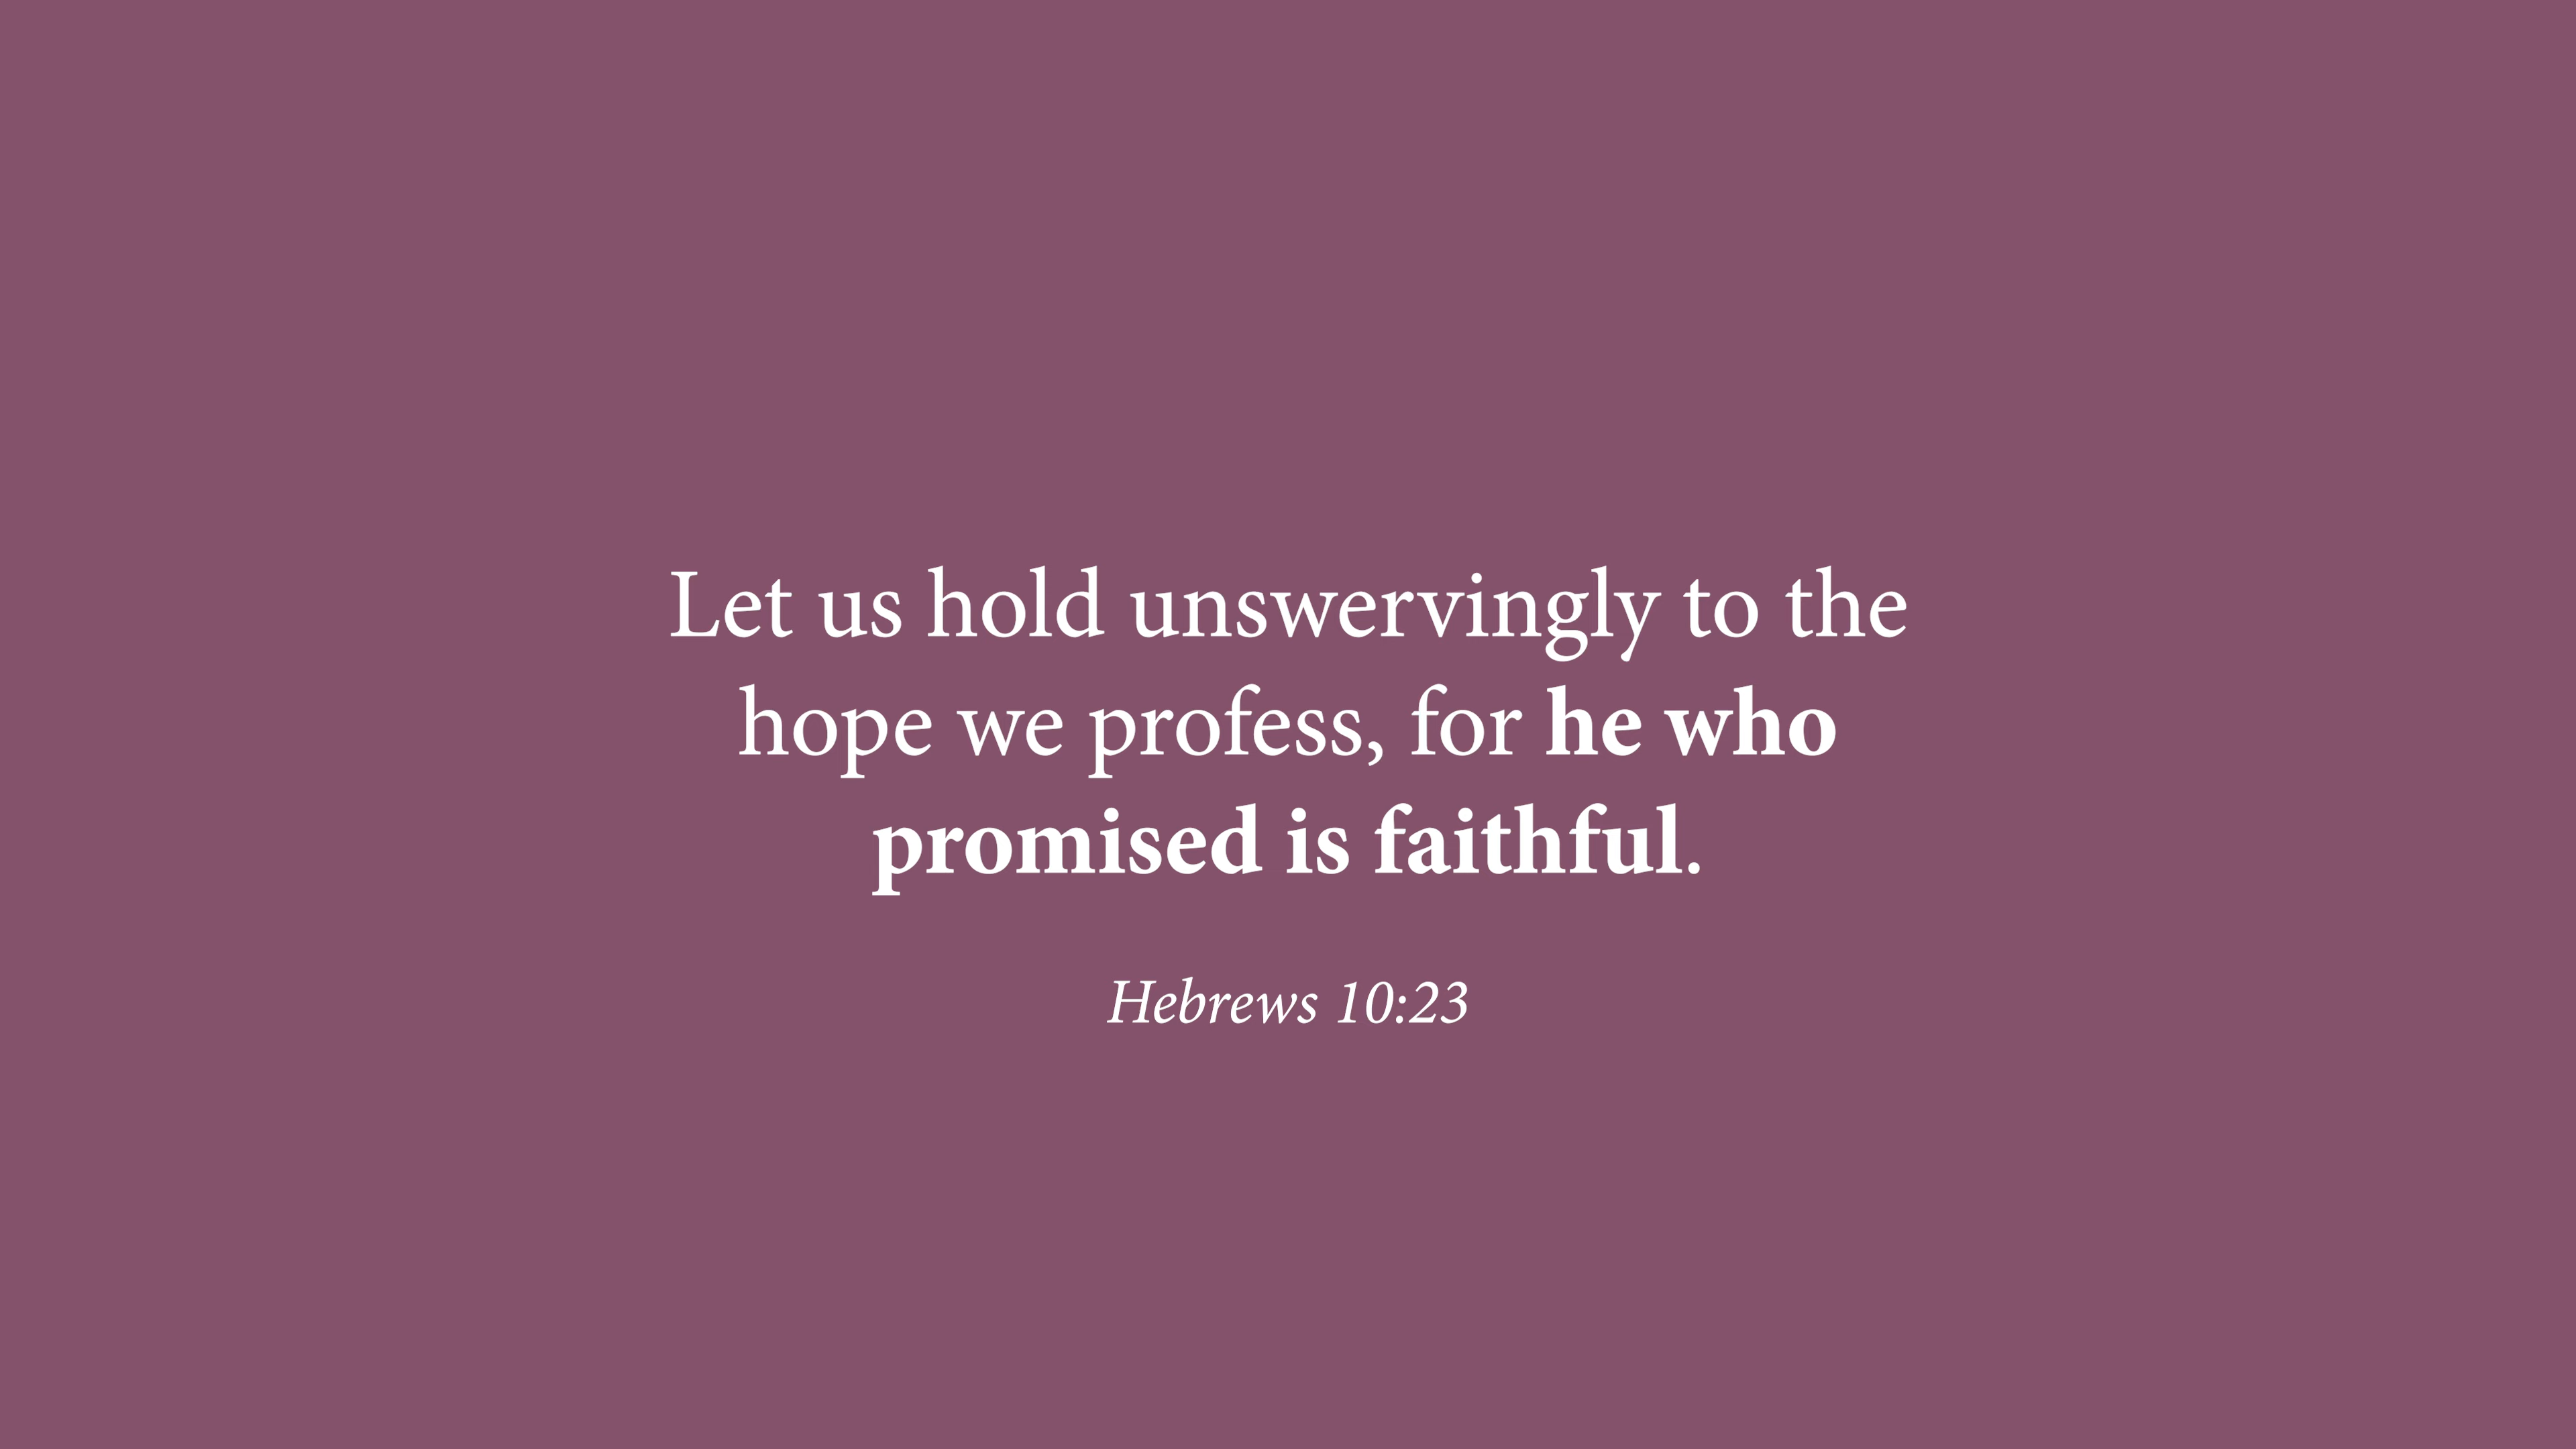 Let us hold unswervingly to the
hope we profess, for he who
promised is faithful.
Hebrews 10:23